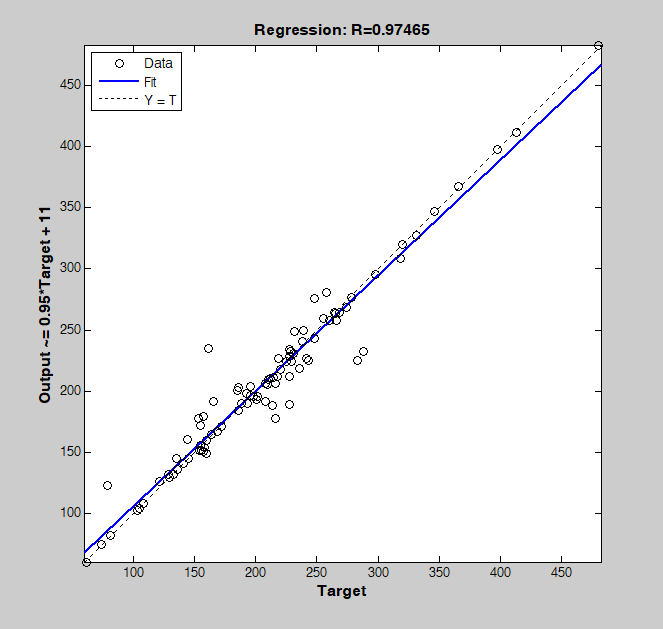 Regression: R=0.97465
Data
Fit
Y = T
450
400
350
300
250
200
150
100
Output ~= 0.95*Target + 11
100 150 200 250 300 350 400 450
Target